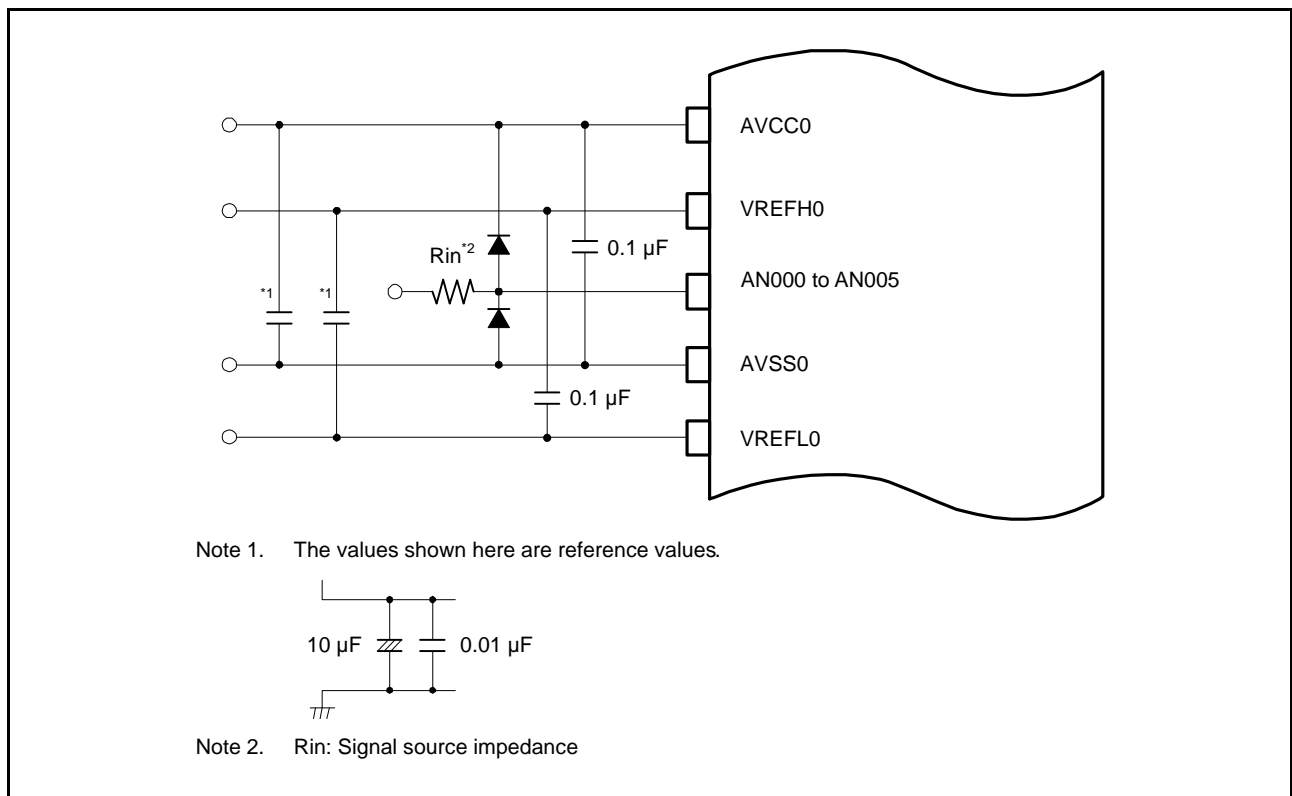 AVCC0
VREFH0
Rin*2
0.1 µF
AN000 to AN005
*1
*1
AVSS0
0.1 µF
VREFL0
Note 1. The values shown here are reference values.
10 µF
0.01 µF
Note 2. Rin: Signal source impedance